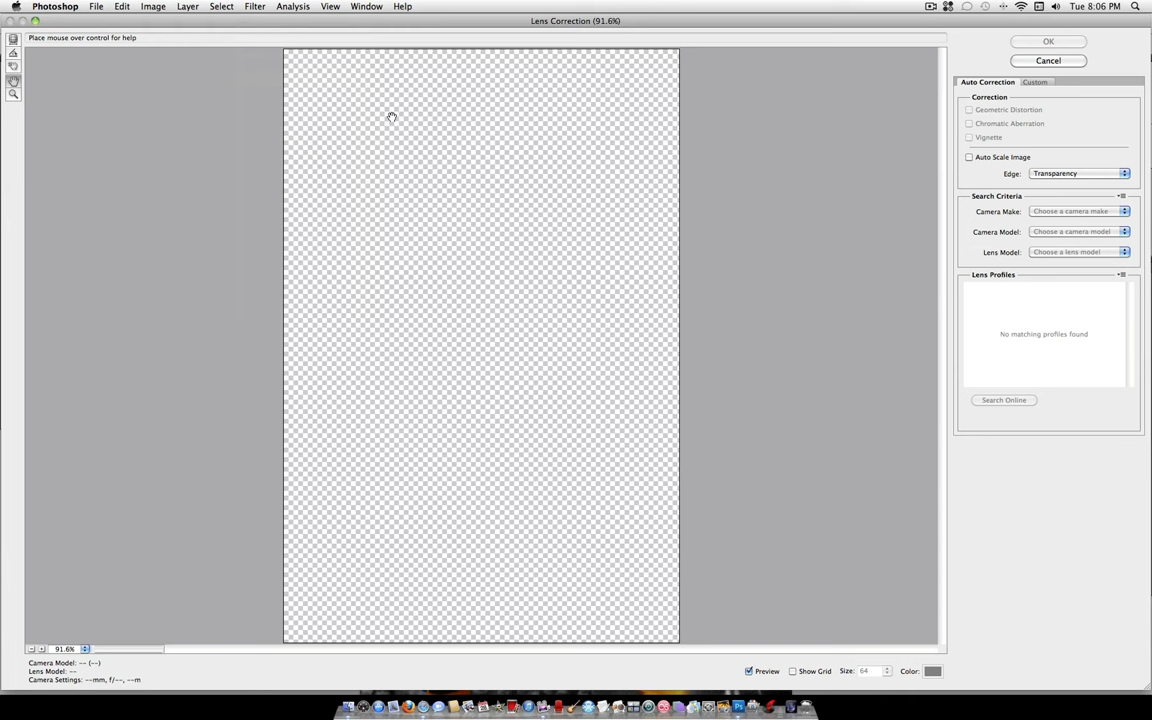 Photoshop File Edit Image Layer Select Filter Analysis View Window Help Tue 8:06 PM
Lens Correction (91.6%)
Place mouse over control for help
OK
Cancel
Auto Correction Custom
Correction
Geometric Distortion
Chromatic Aberration
Vignette
Auto Scale Image
Edge: Transparency
Search Criteria
Camera Make: Choose a camera make
Camera Model: Choose a camera model
Lens Model: Choose a lens model
Lens Profiles
No matching profiles found
Search Online
91.6%
Camera Model: -- (--)
Lens Model: --
Camera Settings: --mm, f/--, --m
Preview Show Grid Size: 64 Color: